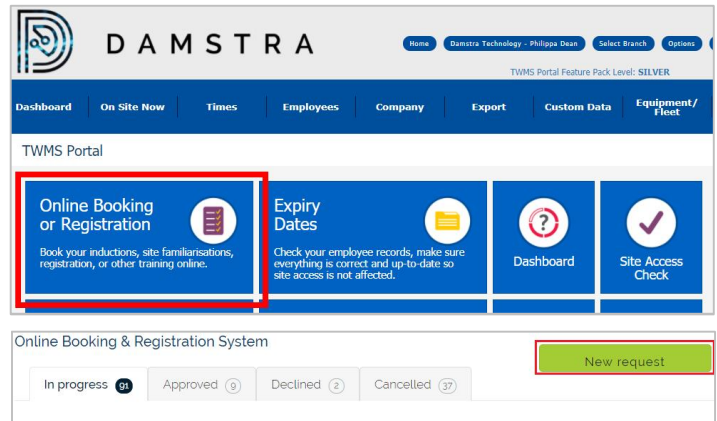 DAMSTRA
Home Damstra Technology - Philippa Dean Select Branch Options
TWMS Portal Feature Pack Level: SILVER
Dashboard On Site Now Times Employees Company Export Custom Data Equipment/
Fleet
TWMS Portal
Online Booking
or Registration
Book your inductions, site familiarisations,
registration, or other training online.
Expiry
Dates
Check your employee records, make sure
everything is correct and up-to-date so
site access is not affected.
Dashboard
Site Access
Check
Online Booking & Registration System
New request
In progress 91 Approved 9 Declined 2 Cancelled 37